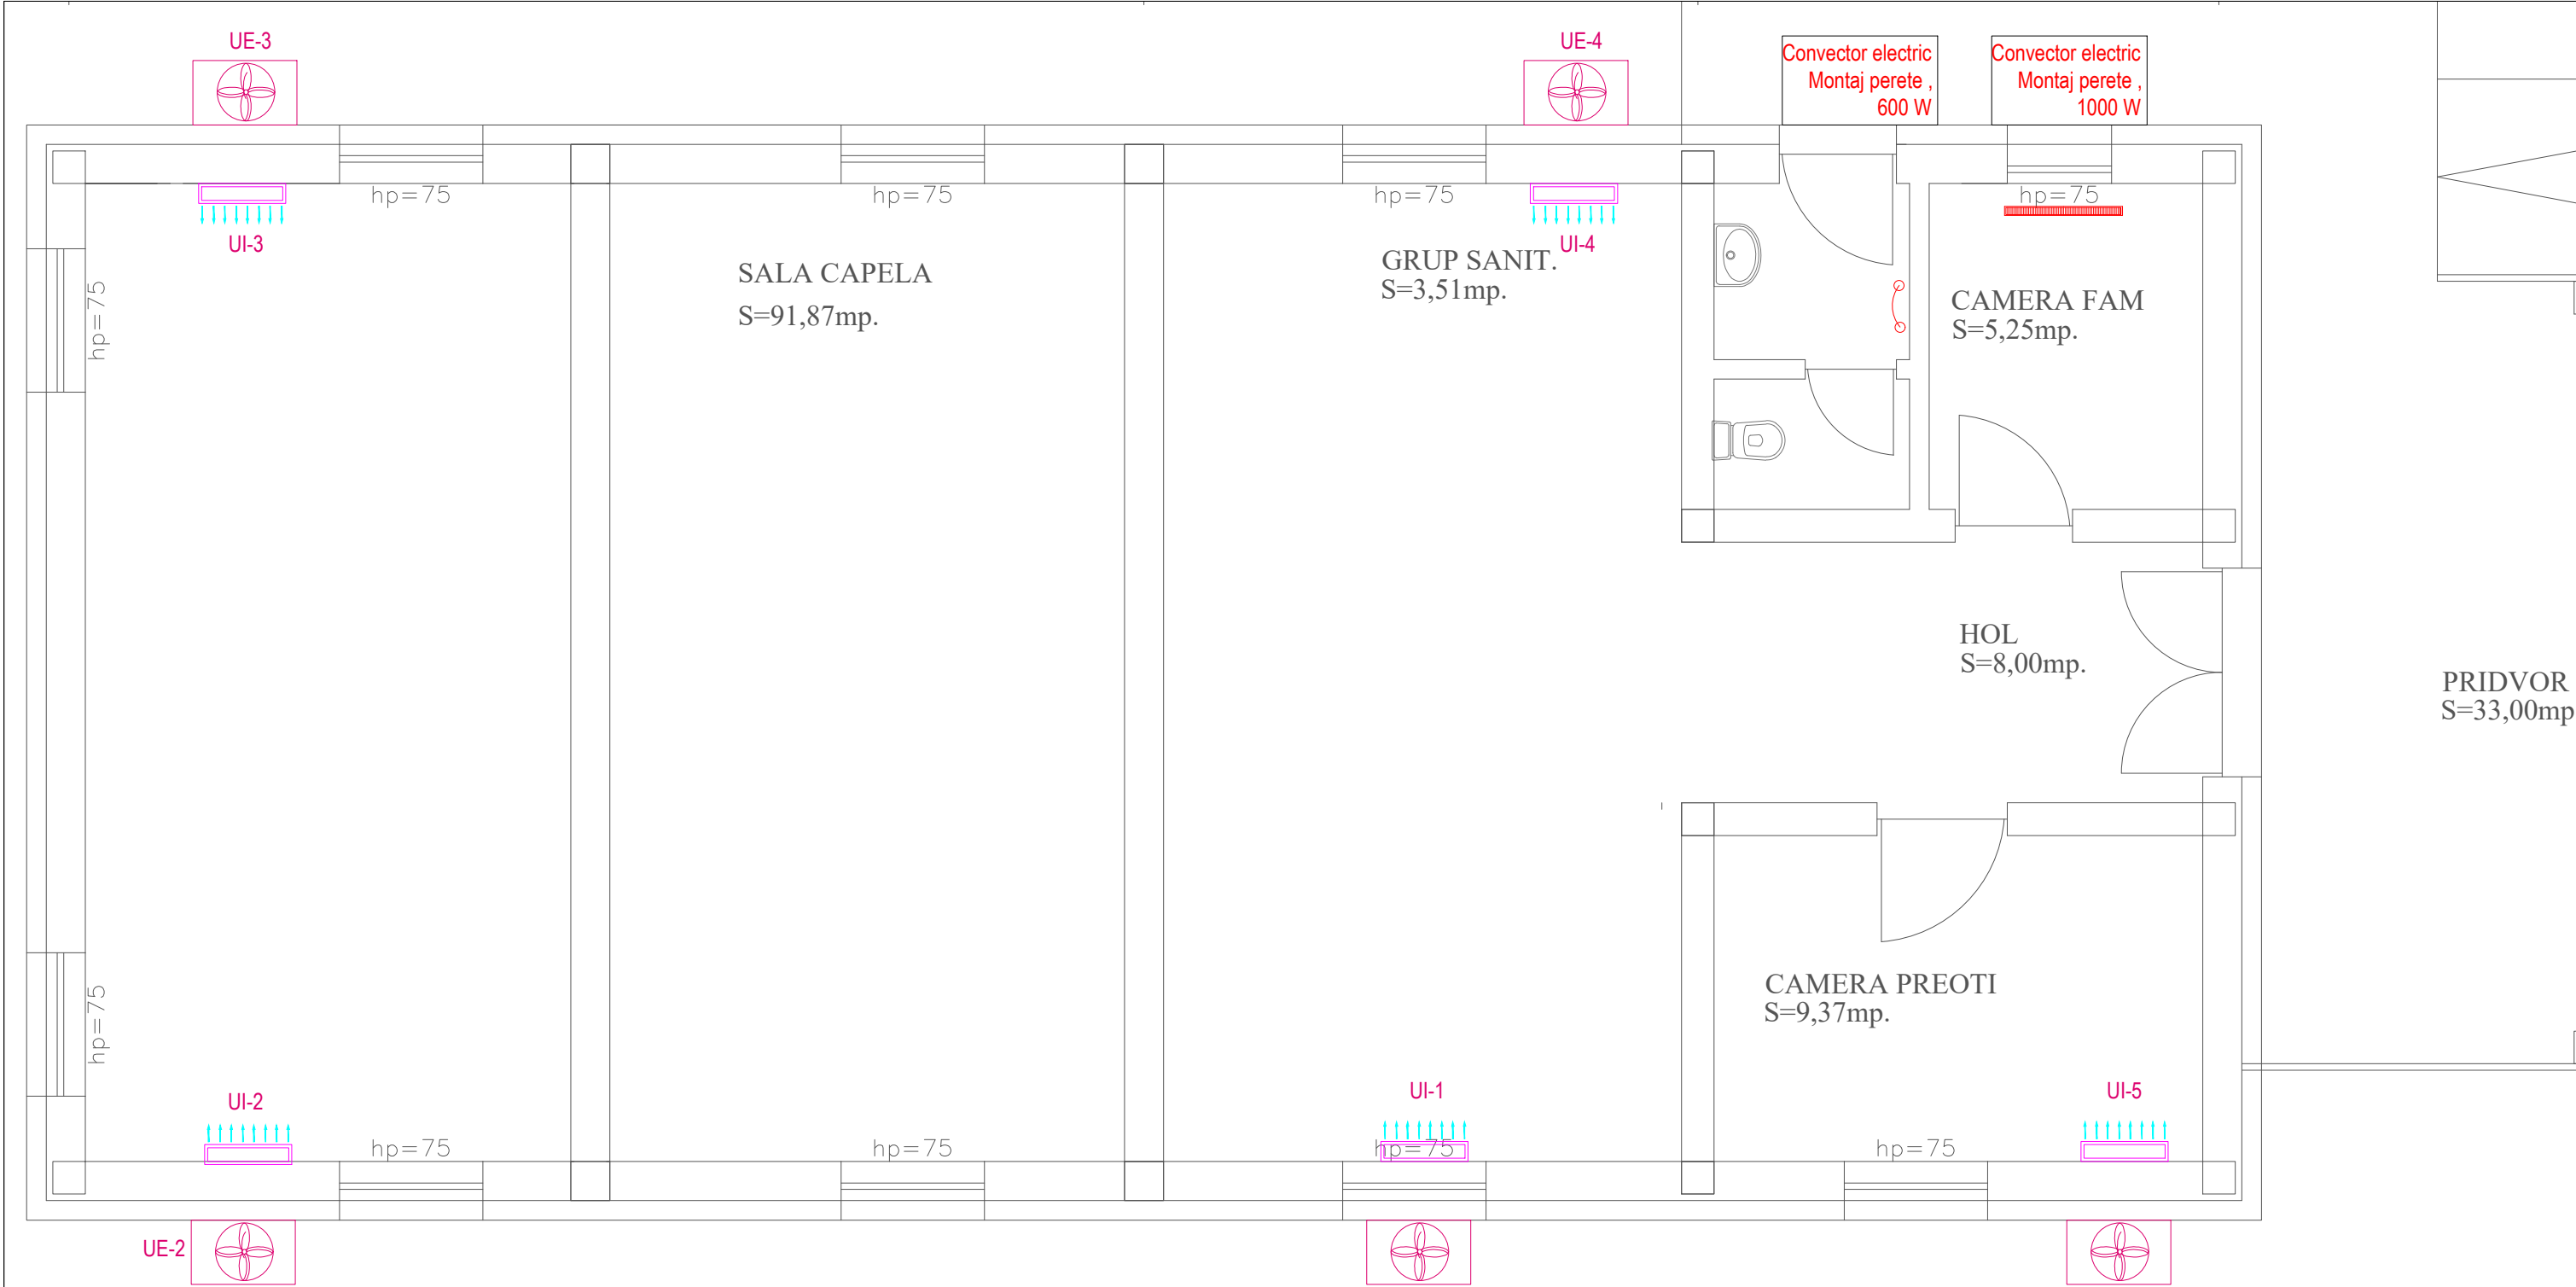 UE-3
UE-4
Convector electric
Montaj perete ,
600 W
Convector electric
Montaj perete ,
1000 W
hp=75
hp=75
hp=75
hp=75
UI-3
UI-4
SALA CAPELA
S=91,87mp.
GRUP SANIT.
S=3,51mp.
CAMERA FAM
S=5,25mp.
hp=75
HOL
S=8,00mp.
PRIDVOR
S=33,00mp
CAMERA PREOTI
S=9,37mp.
hp=75
UI-2
UI-1
UI-5
hp=75
hp=75
hp=75
hp=75
UE-2